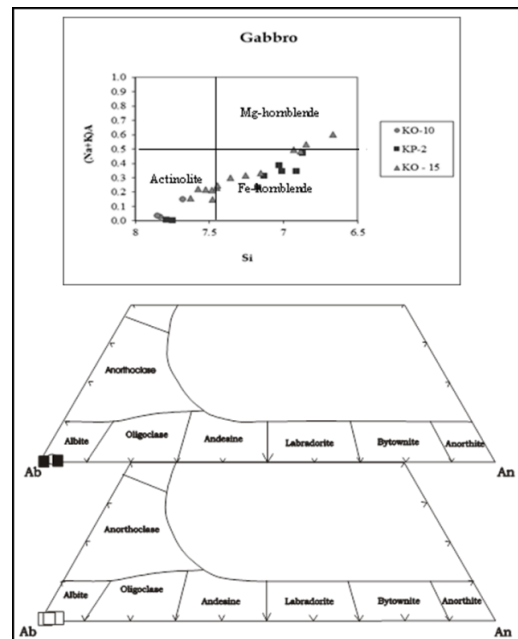 Gabbro
(Na+K)A
1.0
0.9
0.8
0.7
0.6
0.5
0.4
0.3
0.2
0.1
0.0
Mg-hornblende
Actinolite
Fe-hornblende
8
7.5
7
6.5
Si
KO-10
KP-2
KO - 15
Anorthoclase
Albite
Oligoclase
Andesine
Labradorite
Bytownite
Anorthite
Ab
An
Anorthoclase
Albite
Oligoclase
Andesine
Labradorite
Bytownite
Anorthite
Ab
An